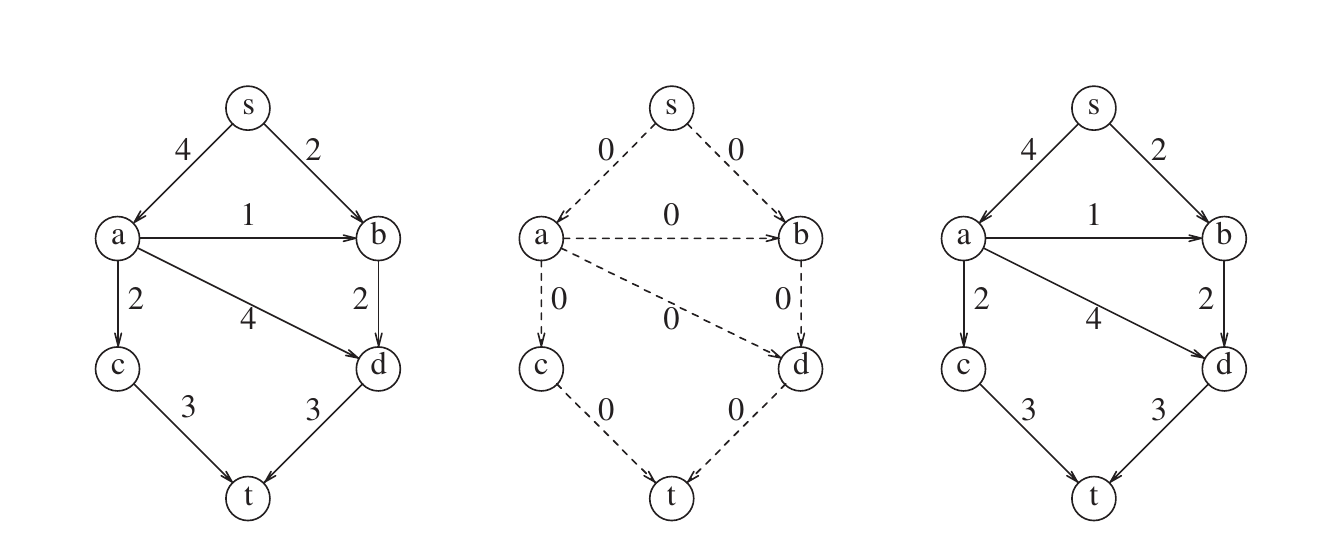 s s s
4 2 0 0 4 2
1 0 1
a b a b a b
2 2 0 0 2 2
4 0 4
c d c d c d
3 3 0 0 3 3
t t t